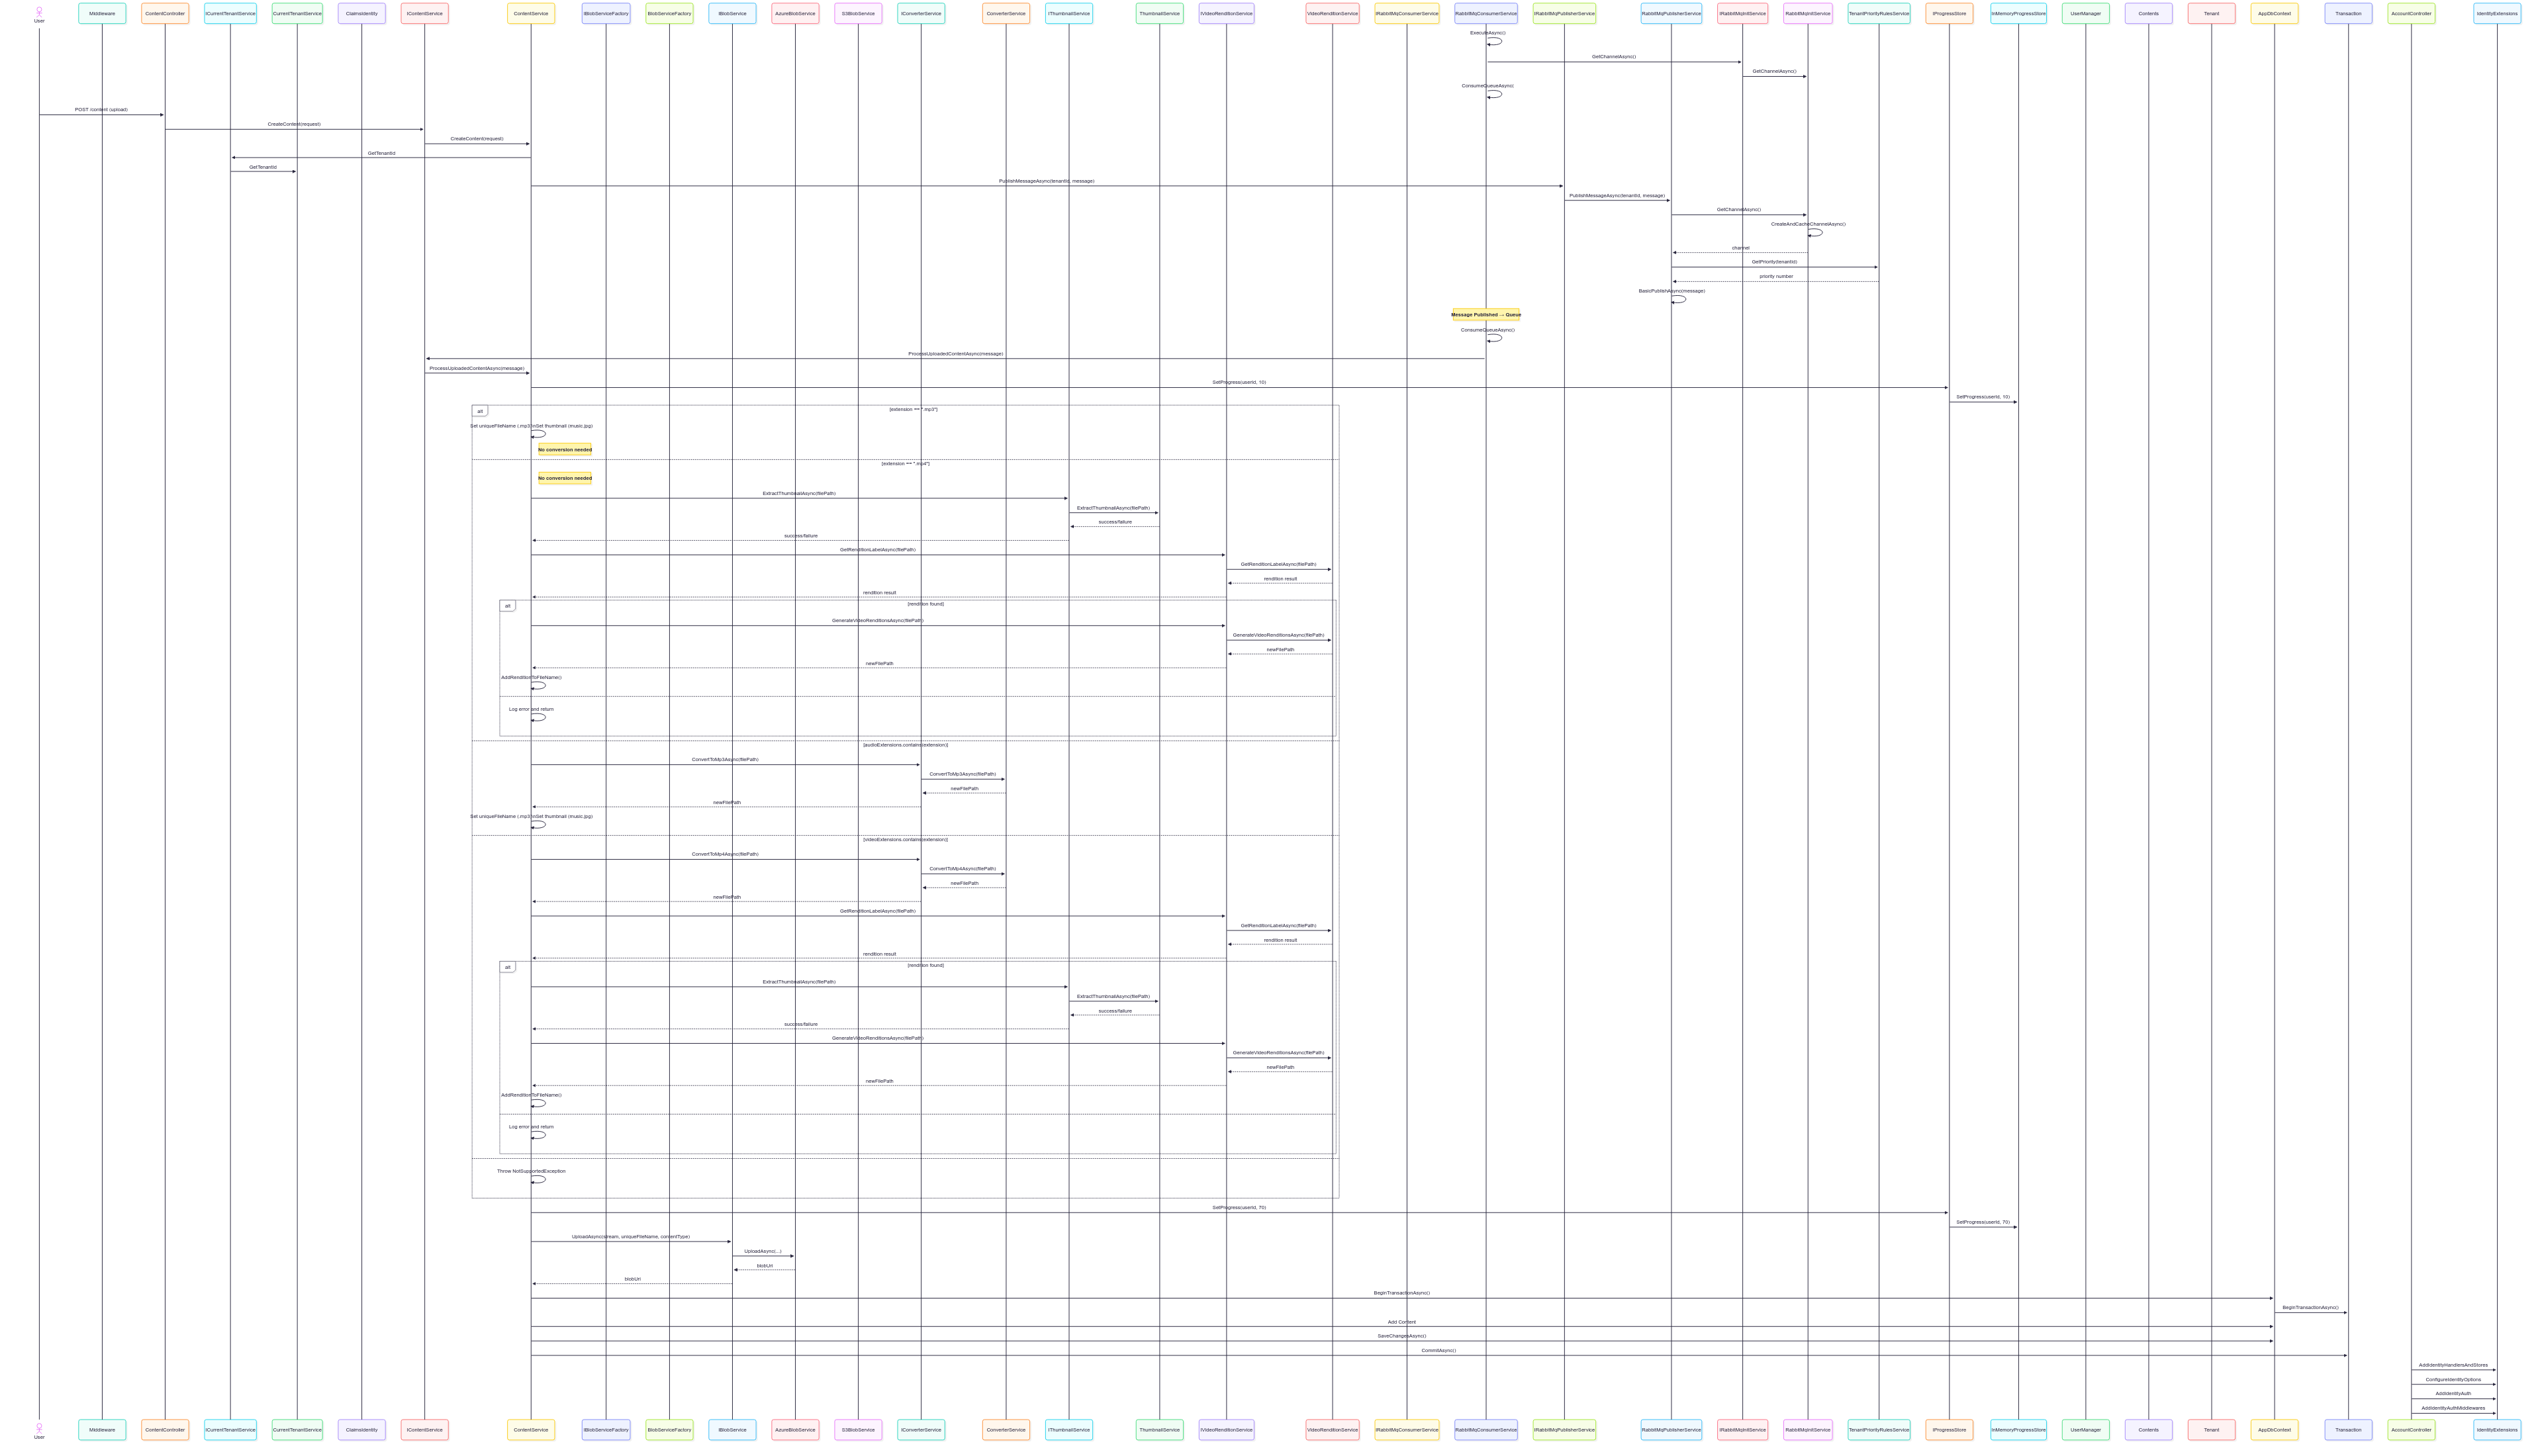 User
Middleware
ContentController
ICurrentTenantService
CurrentTenantService
ClaimsIdentity
IContentService
ContentService
IBlobServiceFactory
BlobServiceFactory
IBlobService
AzureBlobService
S3BlobService
IConverterService
ConverterService
IThumbnailService
ThumbnailService
IVideoRenditionService
VideoRenditionService
IRabbitMqConsumerService
RabbitMqConsumerService
IRabbitMqPublisherService
RabbitMqPublisherService
IRabbitMqInitService
RabbitMqInitService
TenantPriorityRulesService
IProgressStore
InMemoryProgressStore
UserManager
Contents
Tenant
AppDbContext
Transaction
AccountController
IdentityExtensions
ExecuteAsync()
GetChannelAsync()
GetChannelAsync()
ConsumeQueueAsync()
POST /content (upload)
CreateContent(request)
CreateContent(request)
GetTenantId
GetTenantId
PublishMessageAsync(tenantId, message)
PublishMessageAsync(tenantId, message)
GetChannelAsync()
CreateAndCacheChannelAsync()
channel
GetPriority(tenantId)
priority number
BasicPublishAsync(message)
Message Published → Queue
ConsumeQueueAsync()
ProcessUploadedContentAsync(message)
ProcessUploadedContentAsync(message)
SetProgress(userId, 10)
SetProgress(userId, 10)
alt
[extension == ".mp3"]
Set uniqueFileName (.mp3)\nSet thumbnail (music.jpg)
No conversion needed
[extension == ".mp4"]
No conversion needed
ExtractThumbnailAsync(filePath)
ExtractThumbnailAsync(filePath)
success/failure
success/failure
GetRenditionLabelAsync(filePath)
GetRenditionLabelAsync(filePath)
rendition result
rendition result
alt
[rendition found]
GenerateVideoRenditionsAsync(filePath)
GenerateVideoRenditionsAsync(filePath)
newFilePath
newFilePath
AddRenditionToFileName()
Log error and return
[audioExtensions.contains(extension)]
ConvertToMp3Async(filePath)
ConvertToMp3Async(filePath)
newFilePath
newFilePath
Set uniqueFileName (.mp3)\nSet thumbnail (music.jpg)
[videoExtensions.contains(extension)]
ConvertToMp4Async(filePath)
ConvertToMp4Async(filePath)
newFilePath
newFilePath
GetRenditionLabelAsync(filePath)
GetRenditionLabelAsync(filePath)
rendition result
rendition result
alt
[rendition found]
ExtractThumbnailAsync(filePath)
ExtractThumbnailAsync(filePath)
success/failure
success/failure
GenerateVideoRenditionsAsync(filePath)
GenerateVideoRenditionsAsync(filePath)
newFilePath
newFilePath
AddRenditionToFileName()
Log error and return
Throw NotSupportedException
SetProgress(userId, 70)
SetProgress(userId, 70)
UploadAsync(stream, uniqueFileName, contentType)
UploadAsync(...)
blobUrl
blobUrl
BeginTransactionAsync()
BeginTransactionAsync()
Add Content
SaveChangesAsync()
CommitAsync()
AddIdentityHandlersAndStores
ConfigureIdentityOptions
AddIdentityAuth
AddIdentityAuthMiddlewares
User
Middleware
ContentController
ICurrentTenantService
CurrentTenantService
ClaimsIdentity
IContentService
ContentService
IBlobServiceFactory
BlobServiceFactory
IBlobService
AzureBlobService
S3BlobService
IConverterService
ConverterService
IThumbnailService
ThumbnailService
IVideoRenditionService
VideoRenditionService
IRabbitMqConsumerService
RabbitMqConsumerService
IRabbitMqPublisherService
RabbitMqPublisherService
IRabbitMqInitService
RabbitMqInitService
TenantPriorityRulesService
IProgressStore
InMemoryProgressStore
UserManager
Contents
Tenant
AppDbContext
Transaction
AccountController
IdentityExtensions